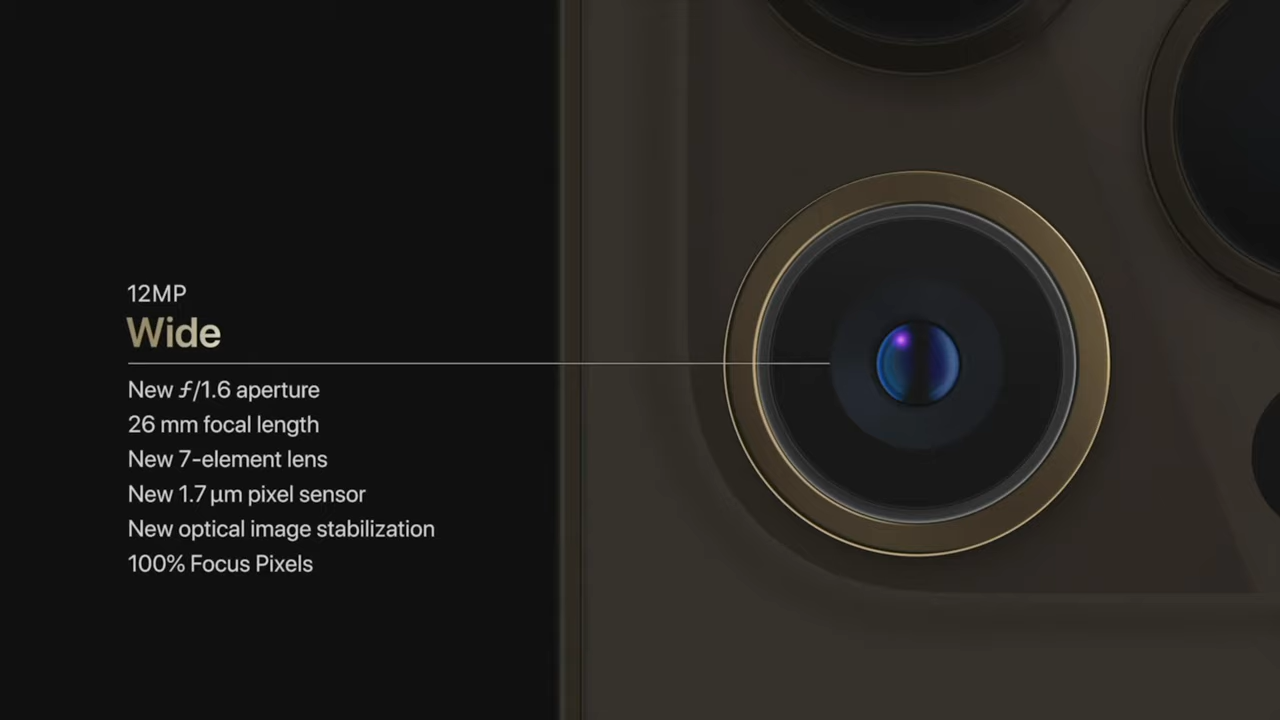 12MP
Wide
New ƒ/1.6 aperture
26 mm focal length
New 7-element lens
New 1.7 µm pixel sensor
New optical image stabilization
100% Focus Pixels